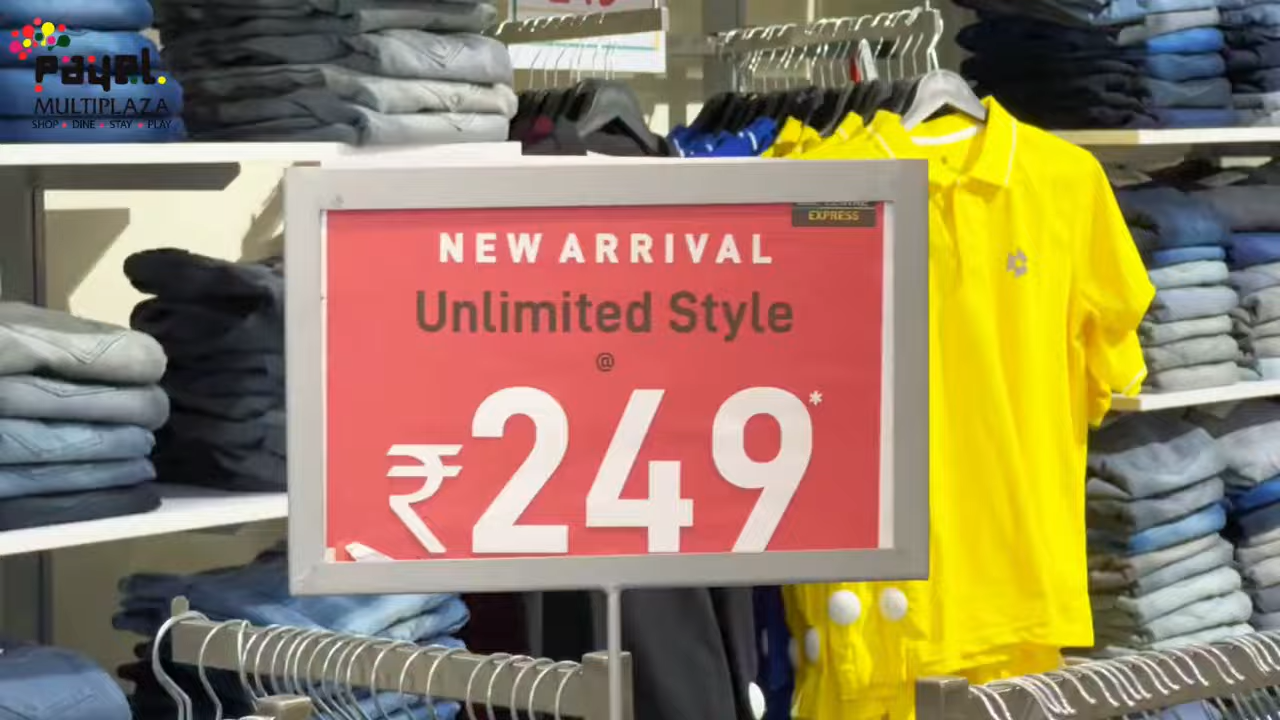 Payal
MULTIPLAZA
SHOP • DINE • STAY • PLAY
EXPRESS
NEW ARRIVAL
Unlimited Style
@
₹249*